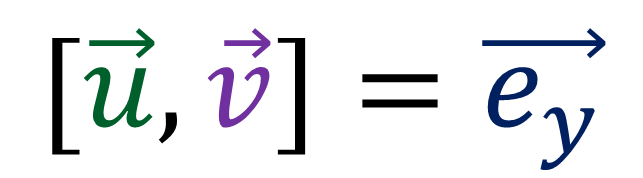 [u⃗, v⃗] = e⃗_y